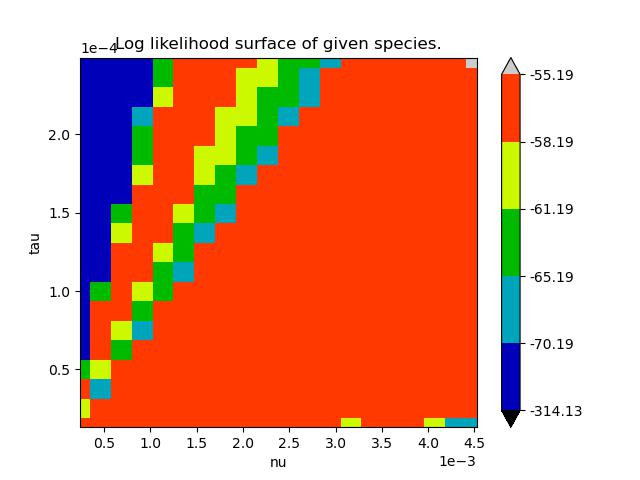 1e−4
Log likelihood surface of given species.
2.0
1.5
1.0
0.5
tau
0.5 1.0 1.5 2.0 2.5 3.0 3.5 4.0 4.5
1e−3
nu
-55.19
-58.19
-61.19
-65.19
-70.19
-314.13